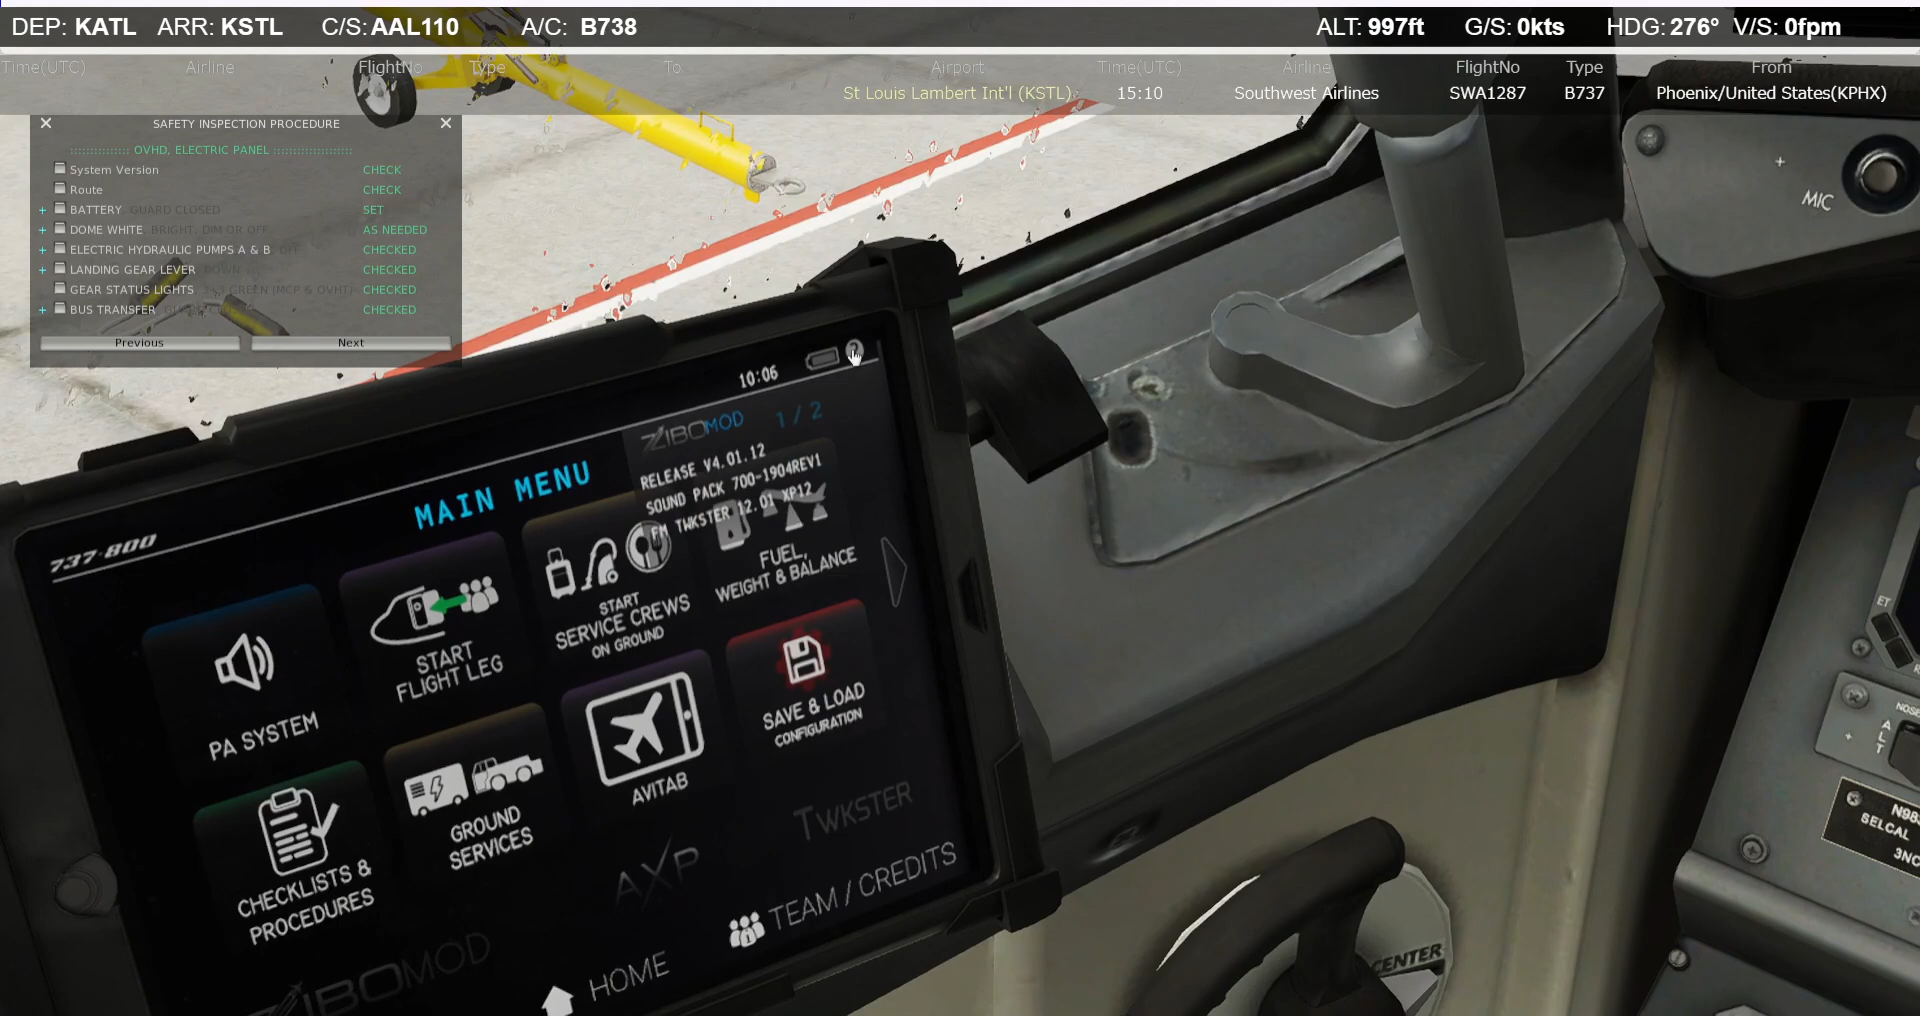 DEP: KATL ARR: KSTL C/S: AAL110 A/C: B738 ALT: 997ft G/S: 0kts HDG: 276° V/S: 0fpm
Time(UTC) Airline FlightNo Type To Airport Time(UTC) Airline FlightNo Type From
St Louis Lambert Int'l (KSTL) 15:10 Southwest Airlines SWA1287 B737 Phoenix/United States(KPHX)
SAFETY INSPECTION PROCEDURE
OVHD, ELECTRIC PANEL
System Version CHECK
Route CHECK
+ BATTERY GUARD CLOSED SET
+ DOME WHITE BRIGHT, DIM OR OFF AS NEEDED
+ ELECTRIC HYDRAULIC PUMPS A & B OFF CHECKED
+ LANDING GEAR LEVER DOWN CHECKED
GEAR STATUS LIGHTS GREEN (MCP & OVHT) CHECKED
+ BUS TRANSFER CHECKED
Previous Next
10:06 ?
ZIBOMOD 1 / 2
RELEASE V4.01.12
SOUND PACK 700-1904REV1
FM TWKSTER 12.01 XP12
737-800
MAIN MENU
PA SYSTEM
START
FLIGHT LEG
START
SERVICE CREWS
ON GROUND
FUEL,
WEIGHT & BALANCE
CHECKLISTS &
PROCEDURES
GROUND
SERVICES
AVITAB
SAVE & LOAD
CONFIGURATION
TWKSTER
AXP
ZIBOMOD
HOME
TEAM / CREDITS
MIC
ET
ALT
SELCAL
CENTER